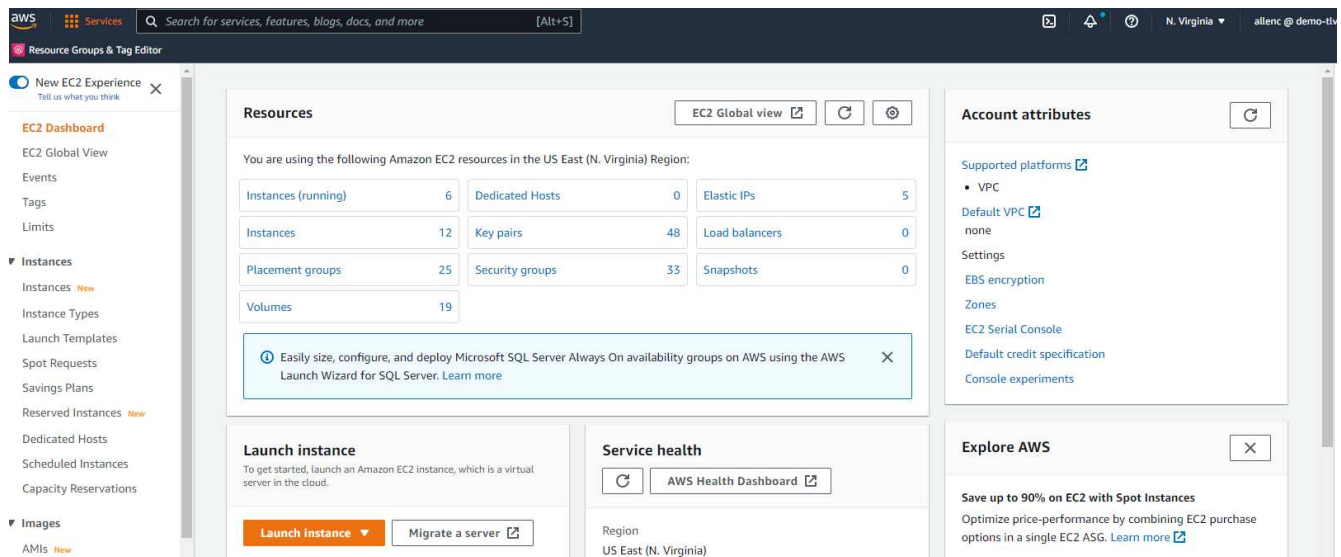 aws
Services
Search for services, features, blogs, docs, and more [Alt+S]
N. Virginia ▼
allenc @ demo-tlv
Resource Groups & Tag Editor
New EC2 Experience
Tell us what you think
EC2 Dashboard
EC2 Global View
Events
Tags
Limits
Instances
Instances New
Instance Types
Launch Templates
Spot Requests
Savings Plans
Reserved Instances New
Dedicated Hosts
Scheduled Instances
Capacity Reservations
Images
AMIs New
Resources
EC2 Global view
You are using the following Amazon EC2 resources in the US East (N. Virginia) Region:
Instances (running) 6 Dedicated Hosts 0 Elastic IPs 5
Instances 12 Key pairs 48 Load balancers 0
Placement groups 25 Security groups 33 Snapshots 0
Volumes 19
Easily size, configure, and deploy Microsoft SQL Server Always On availability groups on AWS using the AWS
Launch Wizard for SQL Server. Learn more
Launch instance
To get started, launch an Amazon EC2 instance, which is a virtual
server in the cloud.
Launch instance ▼
Migrate a server
Service health
AWS Health Dashboard
Region
US East (N. Virginia)
Account attributes
Supported platforms
• VPC
Default VPC
none
Settings
EBS encryption
Zones
EC2 Serial Console
Default credit specification
Console experiments
Explore AWS
Save up to 90% on EC2 with Spot Instances
Optimize price-performance by combining EC2 purchase
options in a single EC2 ASG. Learn more